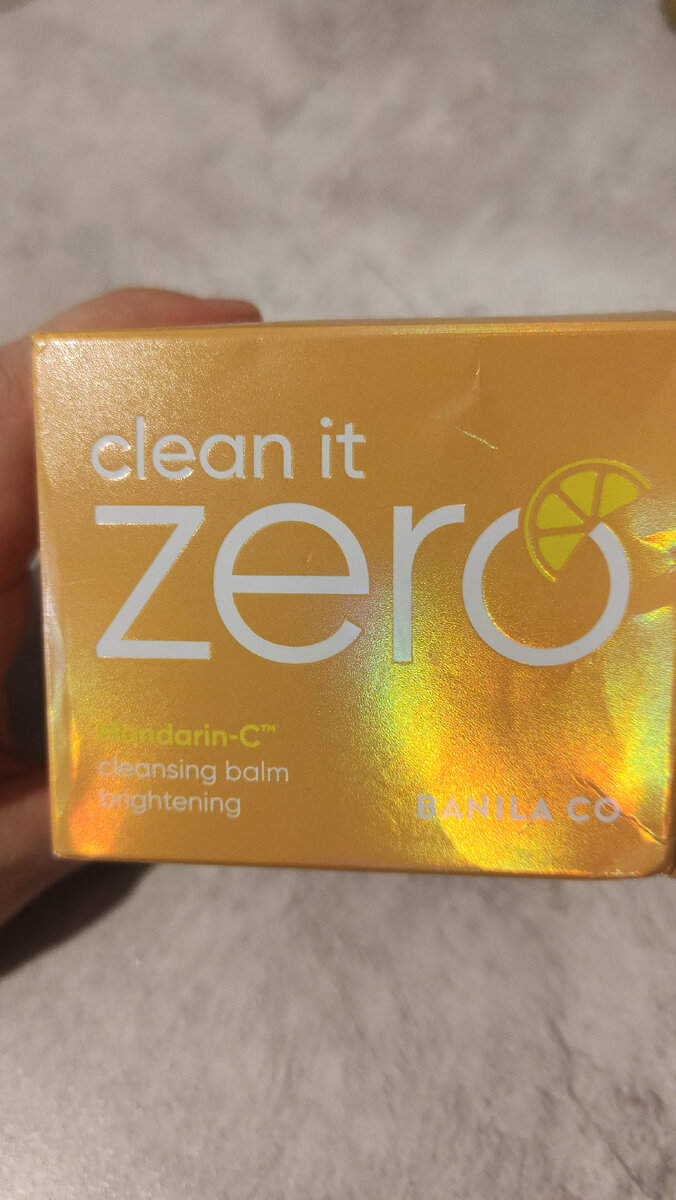 clean it
zero
Mandarin-C™
cleansing balm
brightening
BANILA CO